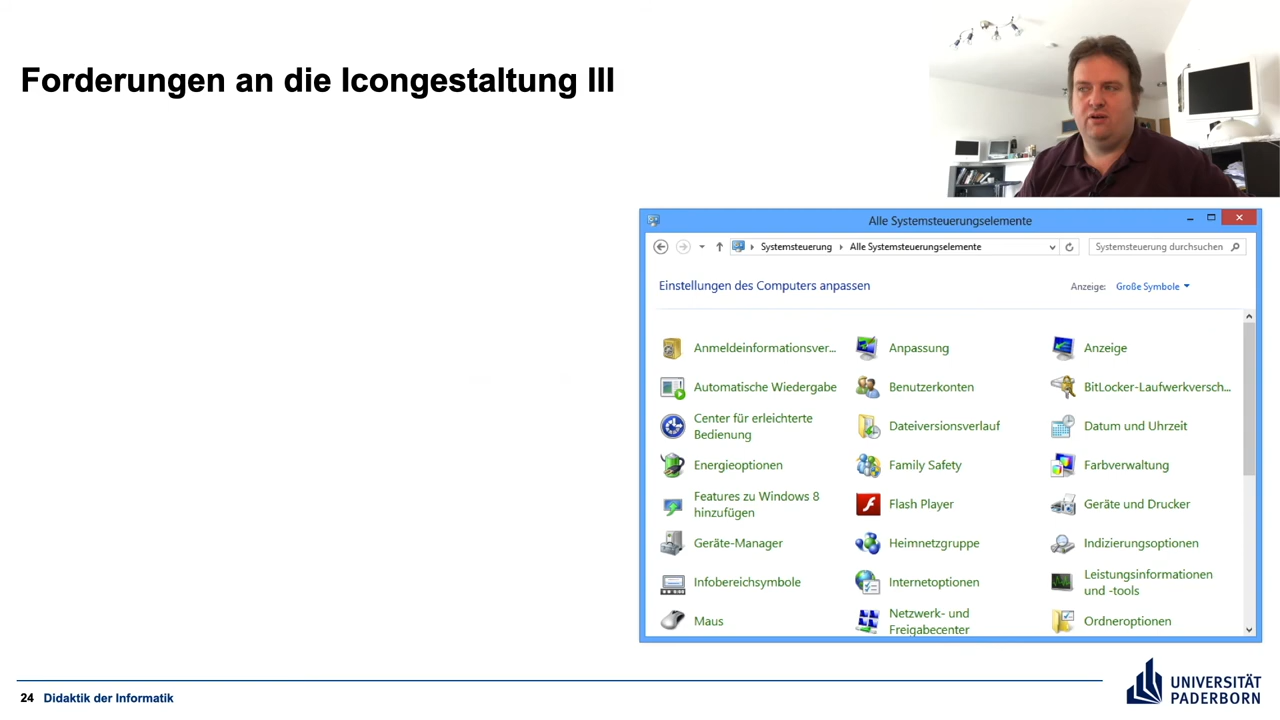 Forderungen an die Icongestaltung III
Alle Systemsteuerungselemente
Systemsteuerung
Alle Systemsteuerungselemente
Systemsteuerung durchsuchen
Einstellungen des Computers anpassen
Anzeige:
Große Symbole
Anmeldeinformationsver...
Anpassung
Anzeige
Automatische Wiedergabe
Benutzerkonten
BitLocker-Laufwerkversch...
Center für erleichterte
Bedienung
Dateiversionsverlauf
Datum und Uhrzeit
Energieoptionen
Family Safety
Farbverwaltung
Features zu Windows 8
hinzufügen
Flash Player
Geräte und Drucker
Geräte-Manager
Heimnetzgruppe
Indizierungsoptionen
Infobereichsymbole
Internetoptionen
Leistungsinformationen
und -tools
Maus
Netzwerk- und
Freigabecenter
Ordneroptionen
24 Didaktik der Informatik
UNIVERSITÄT
PADERBORN